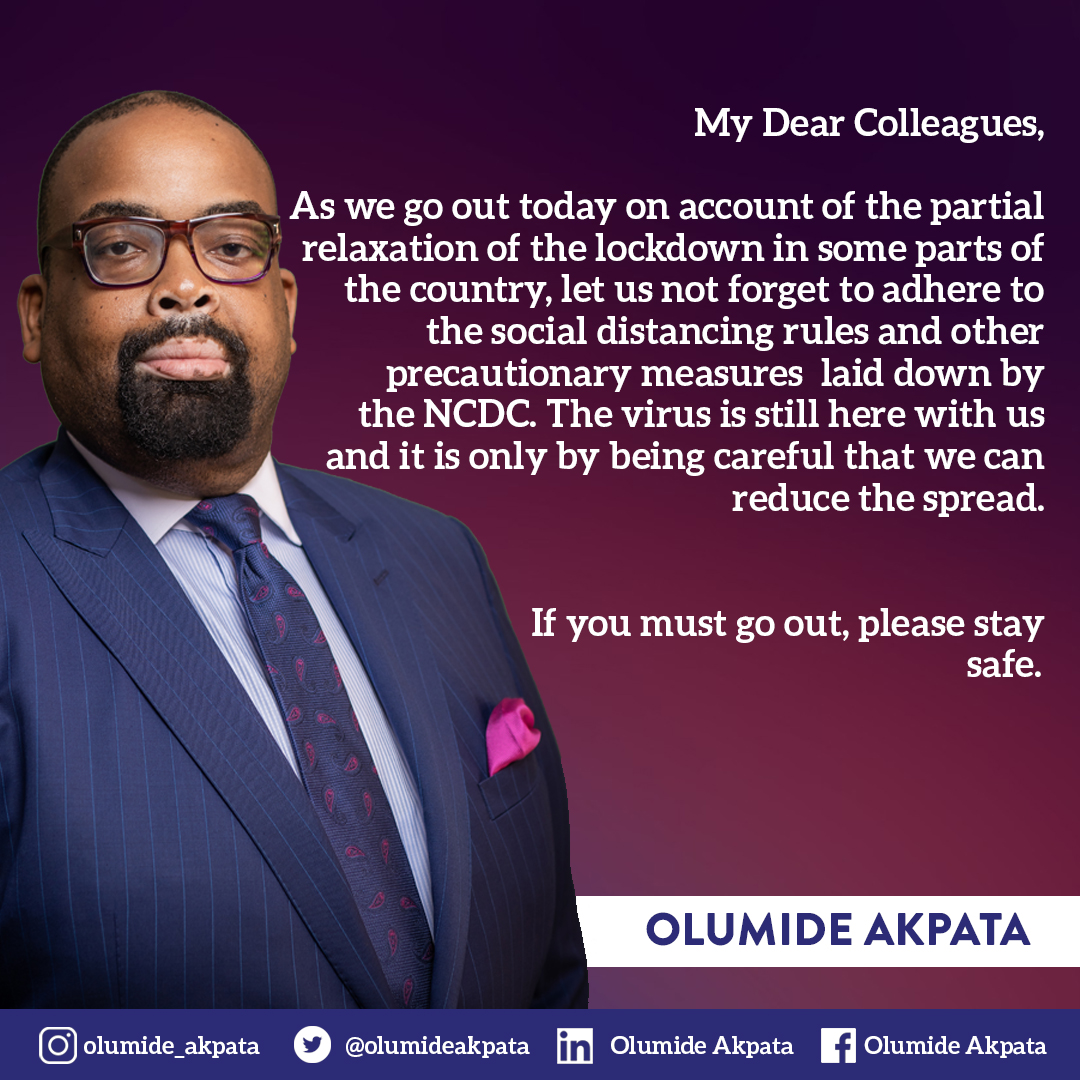 My Dear Colleagues,
As we go out today on account of the partial
relaxation of the lockdown in some parts of
the country, let us not forget to adhere to
the social distancing rules and other
precautionary measures  laid down by
the NCDC. The virus is still here with us
and it is only by being careful that we can
reduce the spread.
If you must go out, please stay
safe.
OLUMIDE AKPATA
olumide_akpata @olumideakpata Olumide Akpata Olumide Akpata